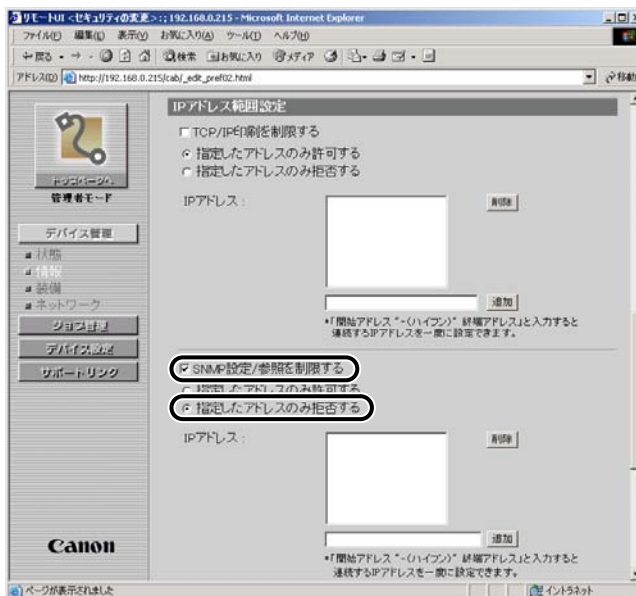 リモートUI <セキュリティの変更>:; 192.168.0.215 - Microsoft Internet Explorer
ファイル(F) 編集(E) 表示(V) お気に入り(A) ツール(T) ヘルプ(H)
戻る 検索 お気に入り メディア
アドレス(D) http://192.168.0.215/cab/_edt_pref02.html 移動
トップページへ
管理者モード
デバイス管理
状態
情報
装備
ネットワーク
ジョブ管理
デバイス設定
サポートリンク
Canon
IPアドレス範囲設定
TCP/IP印刷を制限する
指定したアドレスのみ許可する
指定したアドレスのみ拒否する
IPアドレス:
削除
追加
*「開始アドレス"-(ハイフン)"終端アドレス」と入力すると
連続するIPアドレスを一度に設定できます。
SNMP設定/参照を制限する
指定したアドレスのみ許可する
指定したアドレスのみ拒否する
IPアドレス:
削除
追加
*「開始アドレス"-(ハイフン)"終端アドレス」と入力すると
連続するIPアドレスを一度に設定できます。
ページが表示されました
イントラネット